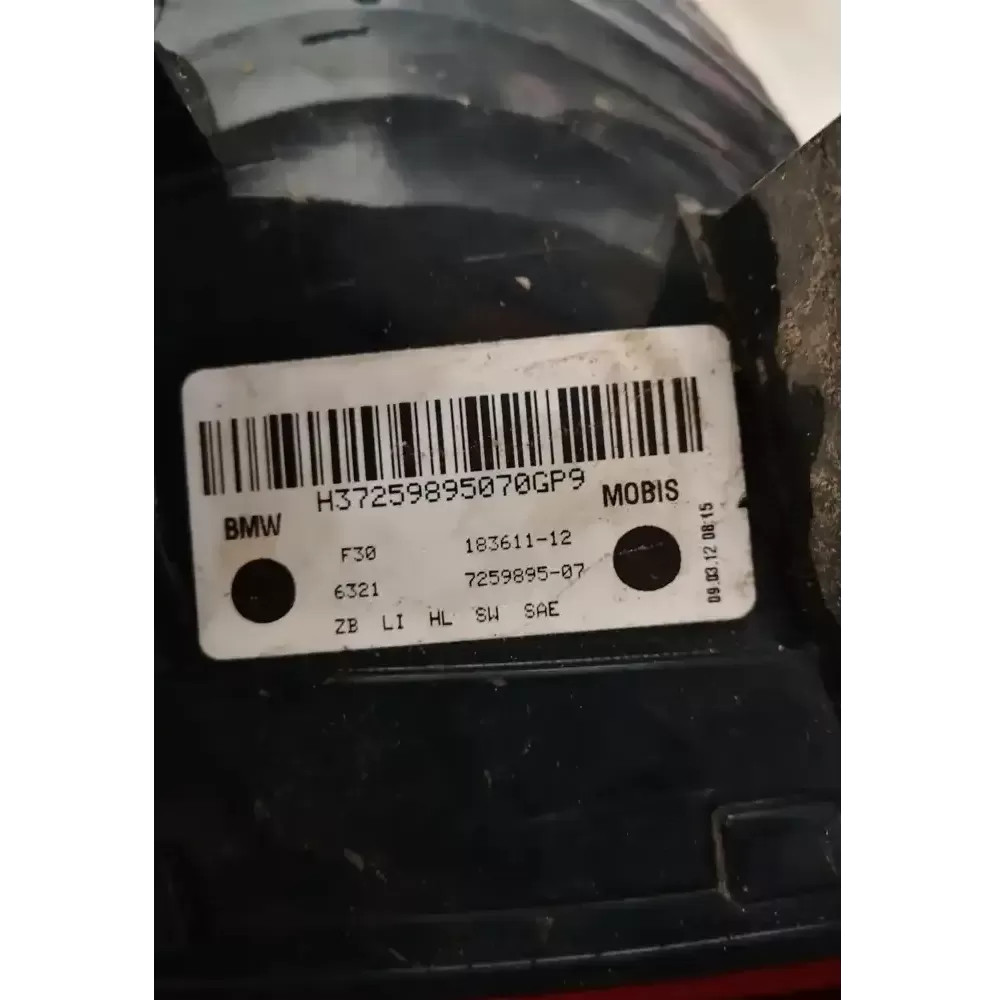 H37259895070GP9
BMW
MOBIS
F30 183611-12
6321 7259895-07
ZB LI HL SW SAE
09.03.12 08:15